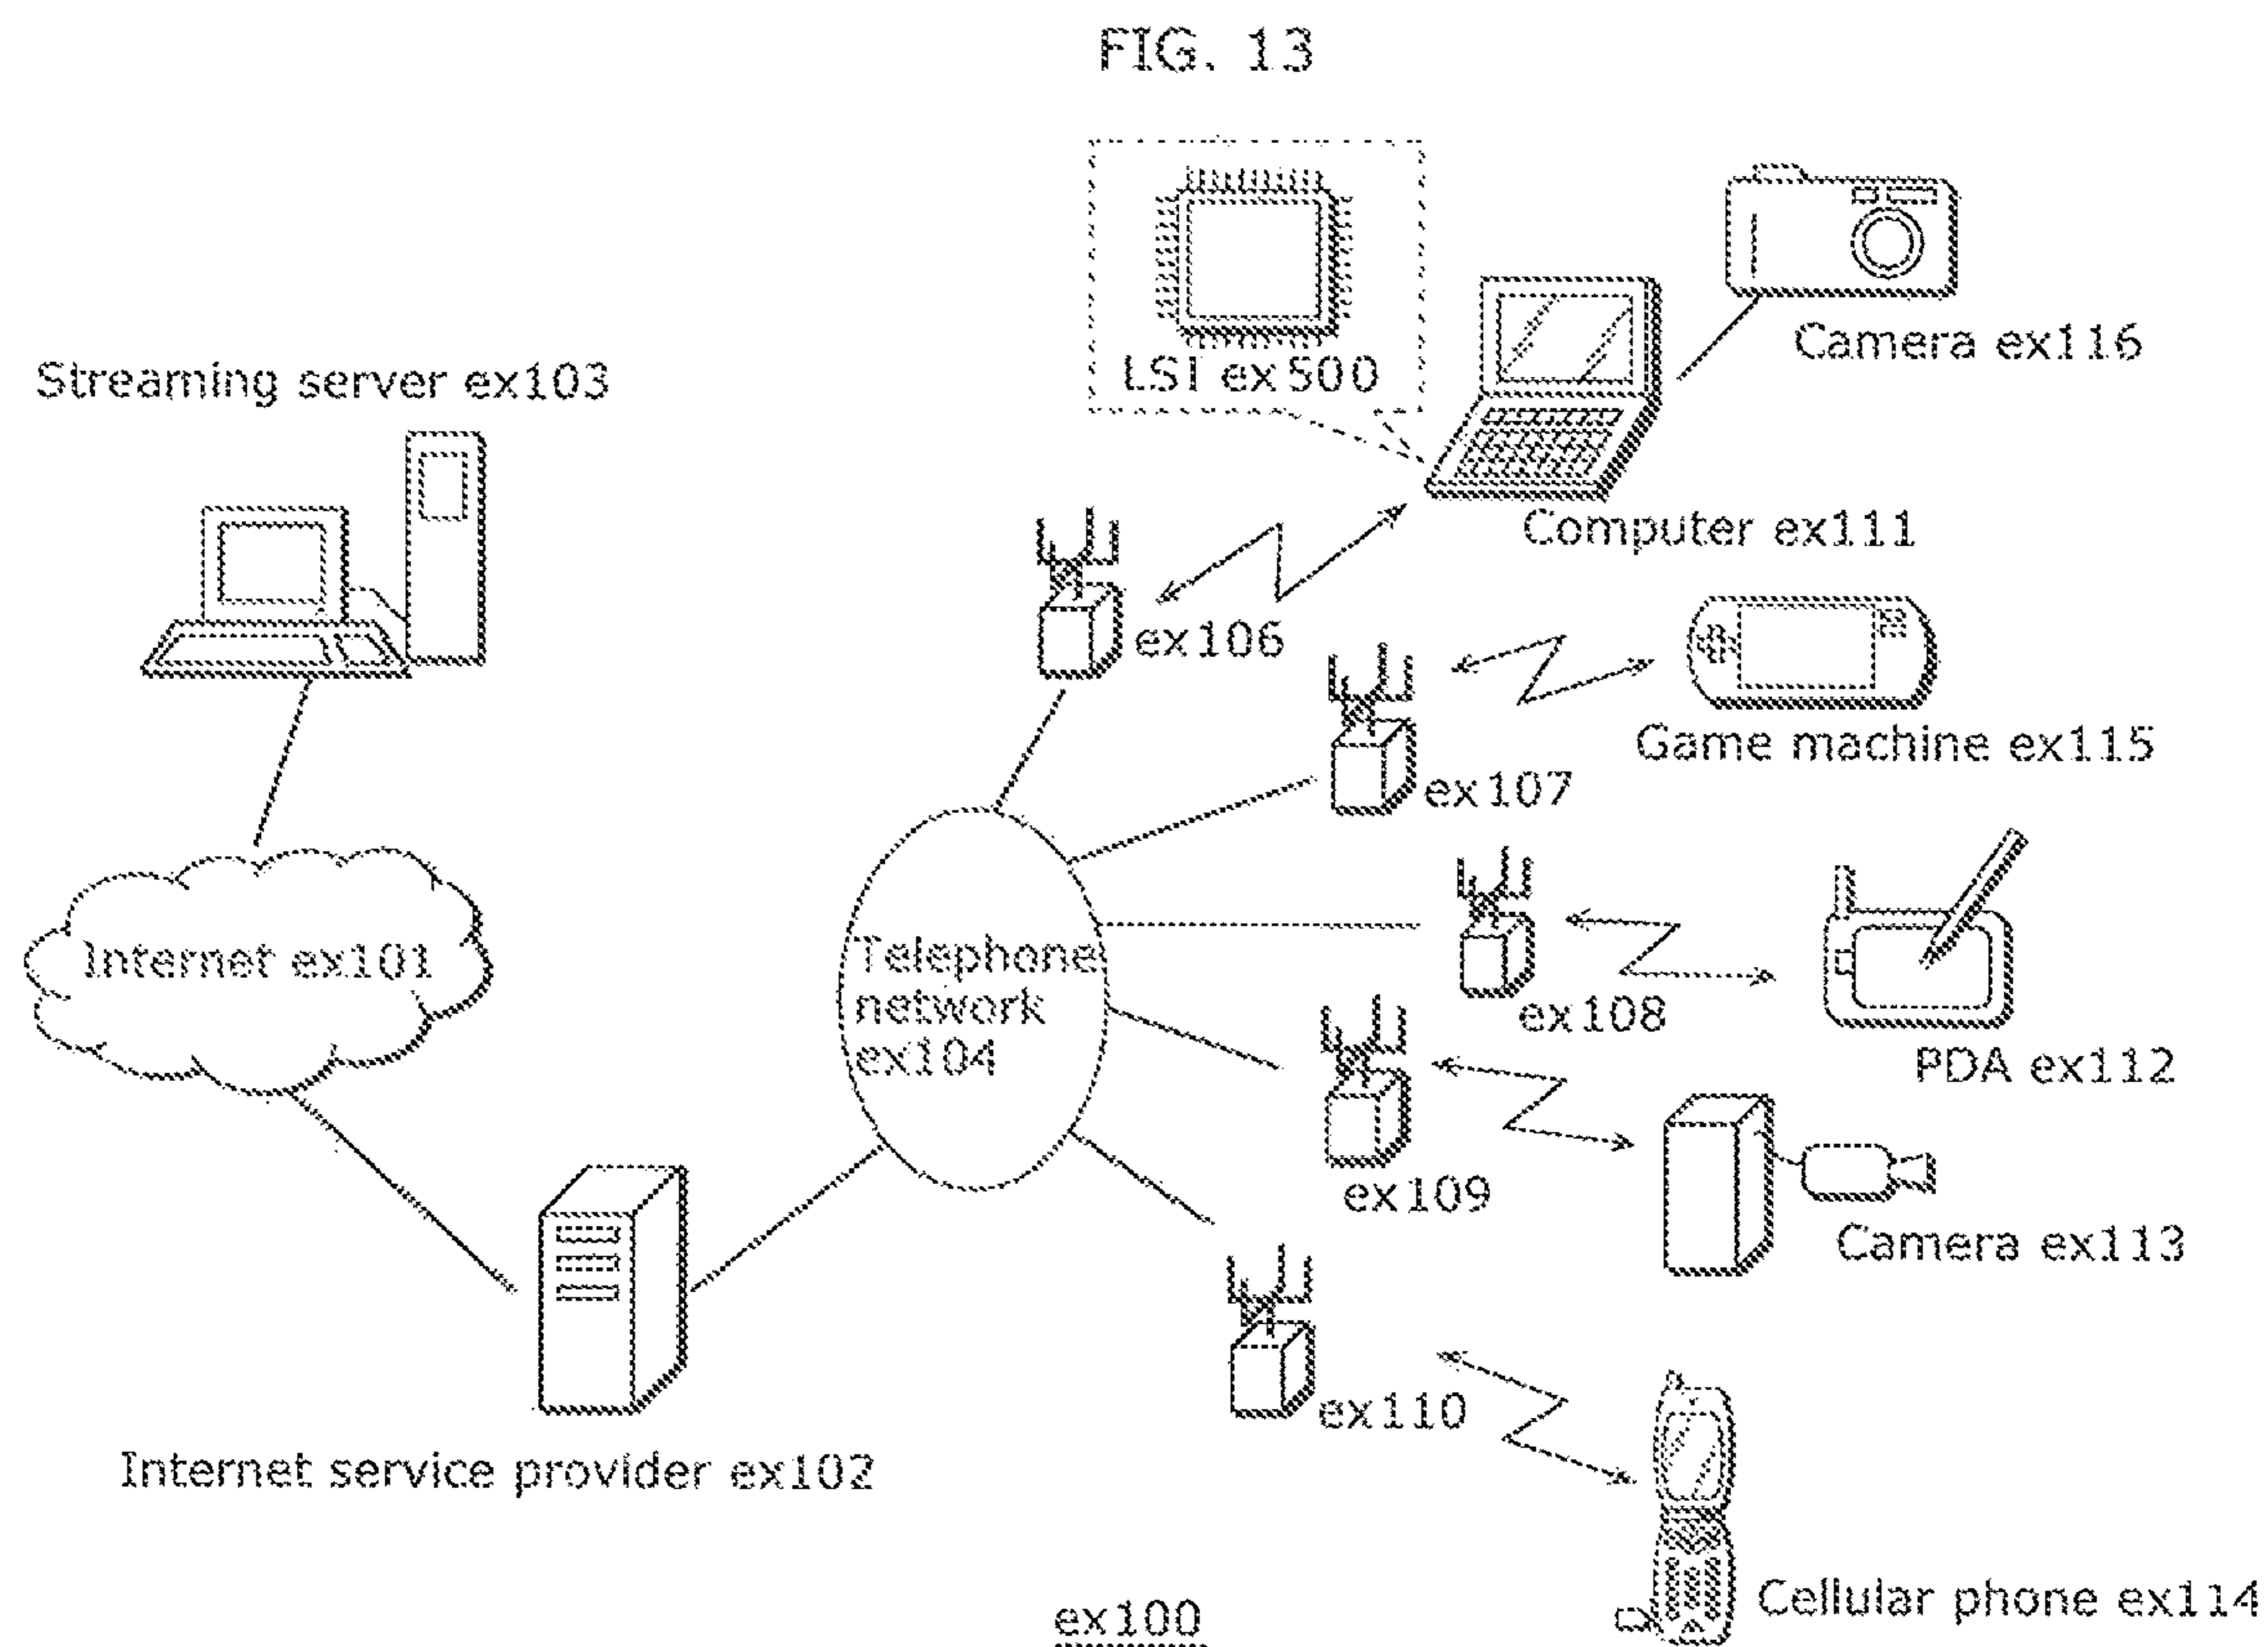 FIG. 13
LSI ex500
Camera ex116
Streaming server ex103
Computer ex111
ex106
Game machine ex115
ex107
Internet ex101
Telephone
network
ex104
ex108
PDA ex112
ex109
Camera ex113
ex110
Internet service provider ex102
Cellular phone ex114
ex100